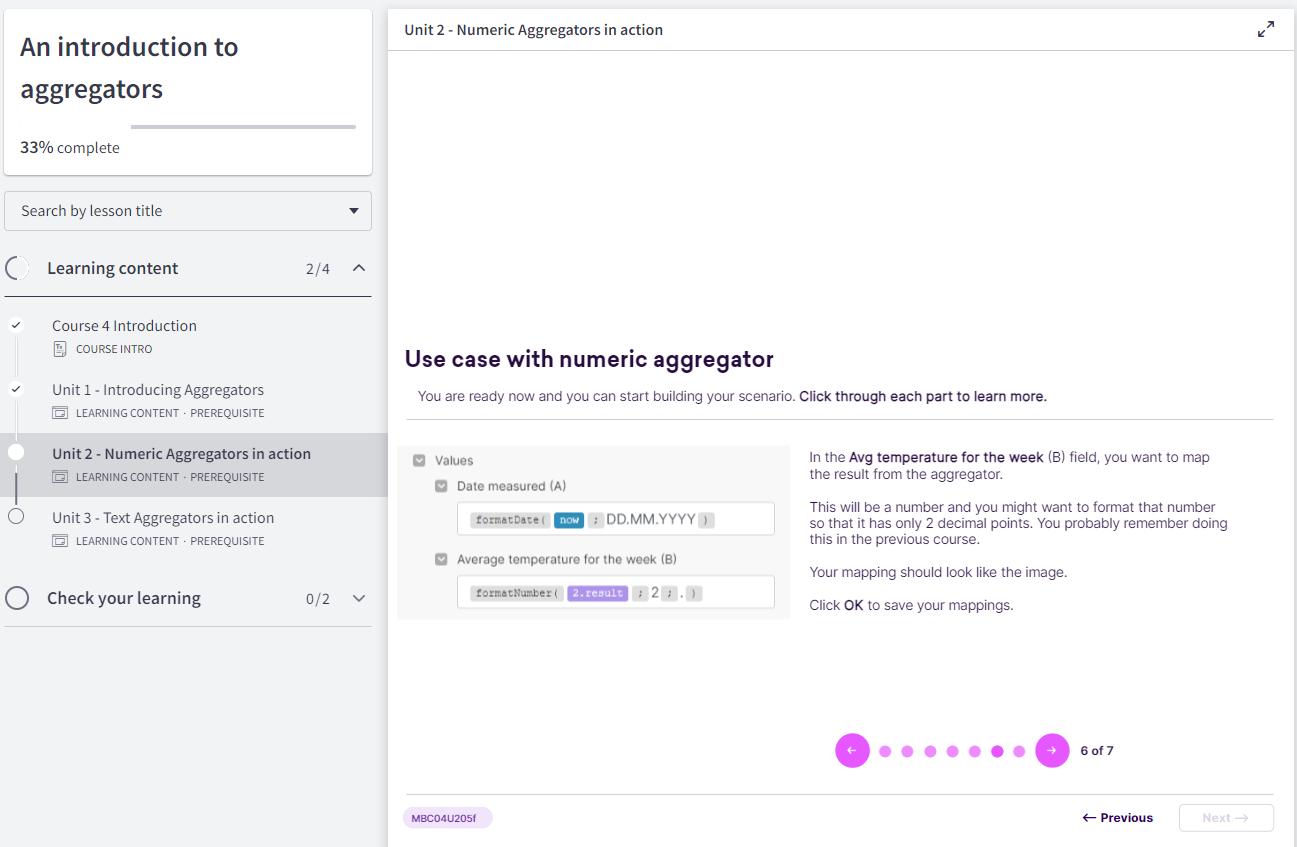 An introduction to
aggregators
33% complete
Search by lesson title
Learning content 2/4
Course 4 Introduction
COURSE INTRO
Unit 1 - Introducing Aggregators
LEARNING CONTENT · PREREQUISITE
Unit 2 - Numeric Aggregators in action
LEARNING CONTENT · PREREQUISITE
Unit 3 - Text Aggregators in action
LEARNING CONTENT · PREREQUISITE
Check your learning 0/2
Unit 2 - Numeric Aggregators in action
Use case with numeric aggregator
You are ready now and you can start building your scenario. Click through each part to learn more.
Values
Date measured (A)
formatDate( now ; DD.MM.YYYY )
Average temperature for the week (B)
formatNumber( 2.result ; 2 ; . )
In the Avg temperature for the week (B) field, you want to map
the result from the aggregator.
This will be a number and you might want to format that number
so that it has only 2 decimal points. You probably remember doing
this in the previous course.
Your mapping should look like the image.
Click OK to save your mappings.
← → 6 of 7
MBC04U205f
← Previous
Next →